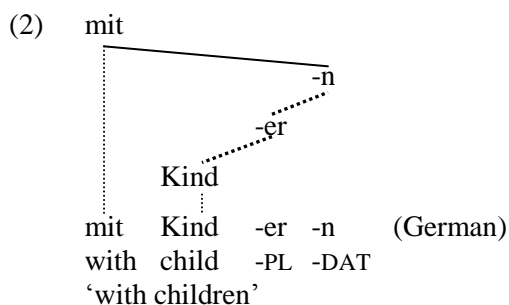 (2) mit
-n
-er
Kind
mit Kind -er -n (German)
with child -PL -DAT
‘with children’